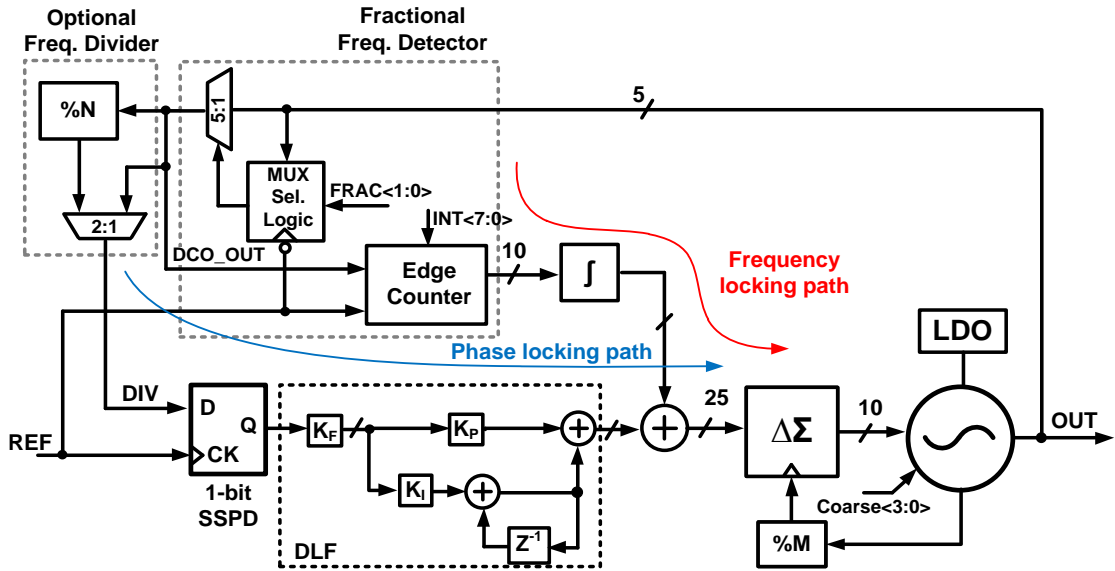 Optional
Freq. Divider
Fractional
Freq. Detector
%N
5:1
5
MUX
Sel.
Logic
FRAC<1:0>
2:1
INT<7:0>
DCO_OUT
Edge
Counter
10
∫
Frequency
locking path
Phase locking path
LDO
DIV
D
Q
CK
REF
1-bit
SSPD
K_F
K_P
K_I
Z^-1
DLF
+
+
+
25
ΔΣ
10
OUT
Coarse<3:0>
%M